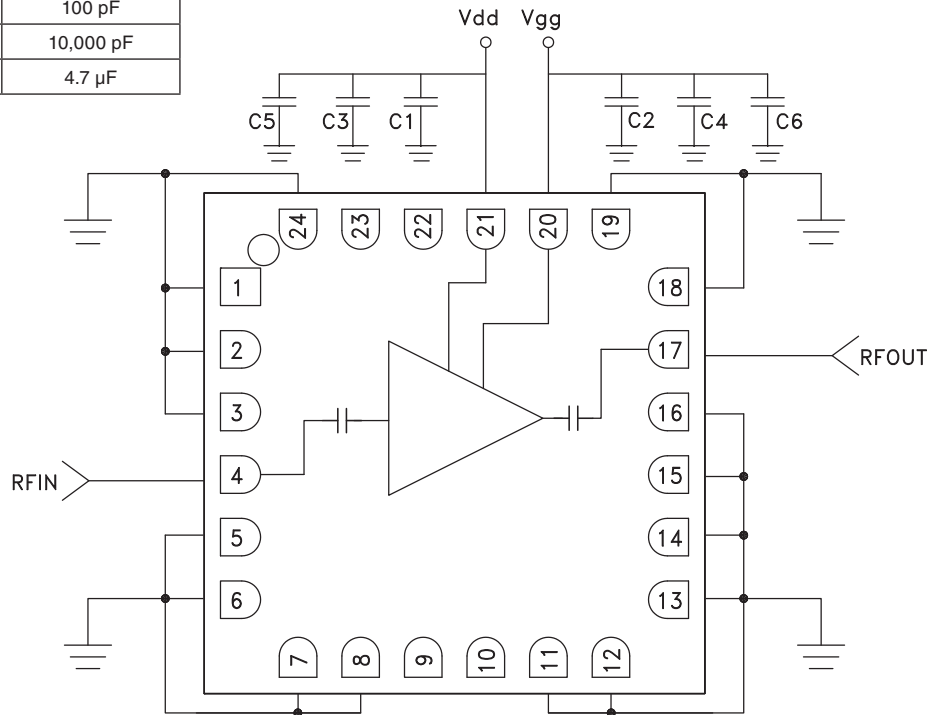 100 pF
10,000 pF
4.7 µF
Vdd Vgg
C5 C3 C1 C2 C4 C6
24 23 22 21 20 19
1 18
2 17
RFOUT
3 16
RFIN
4 15
5 14
6 13
7 8 9 10 11 12